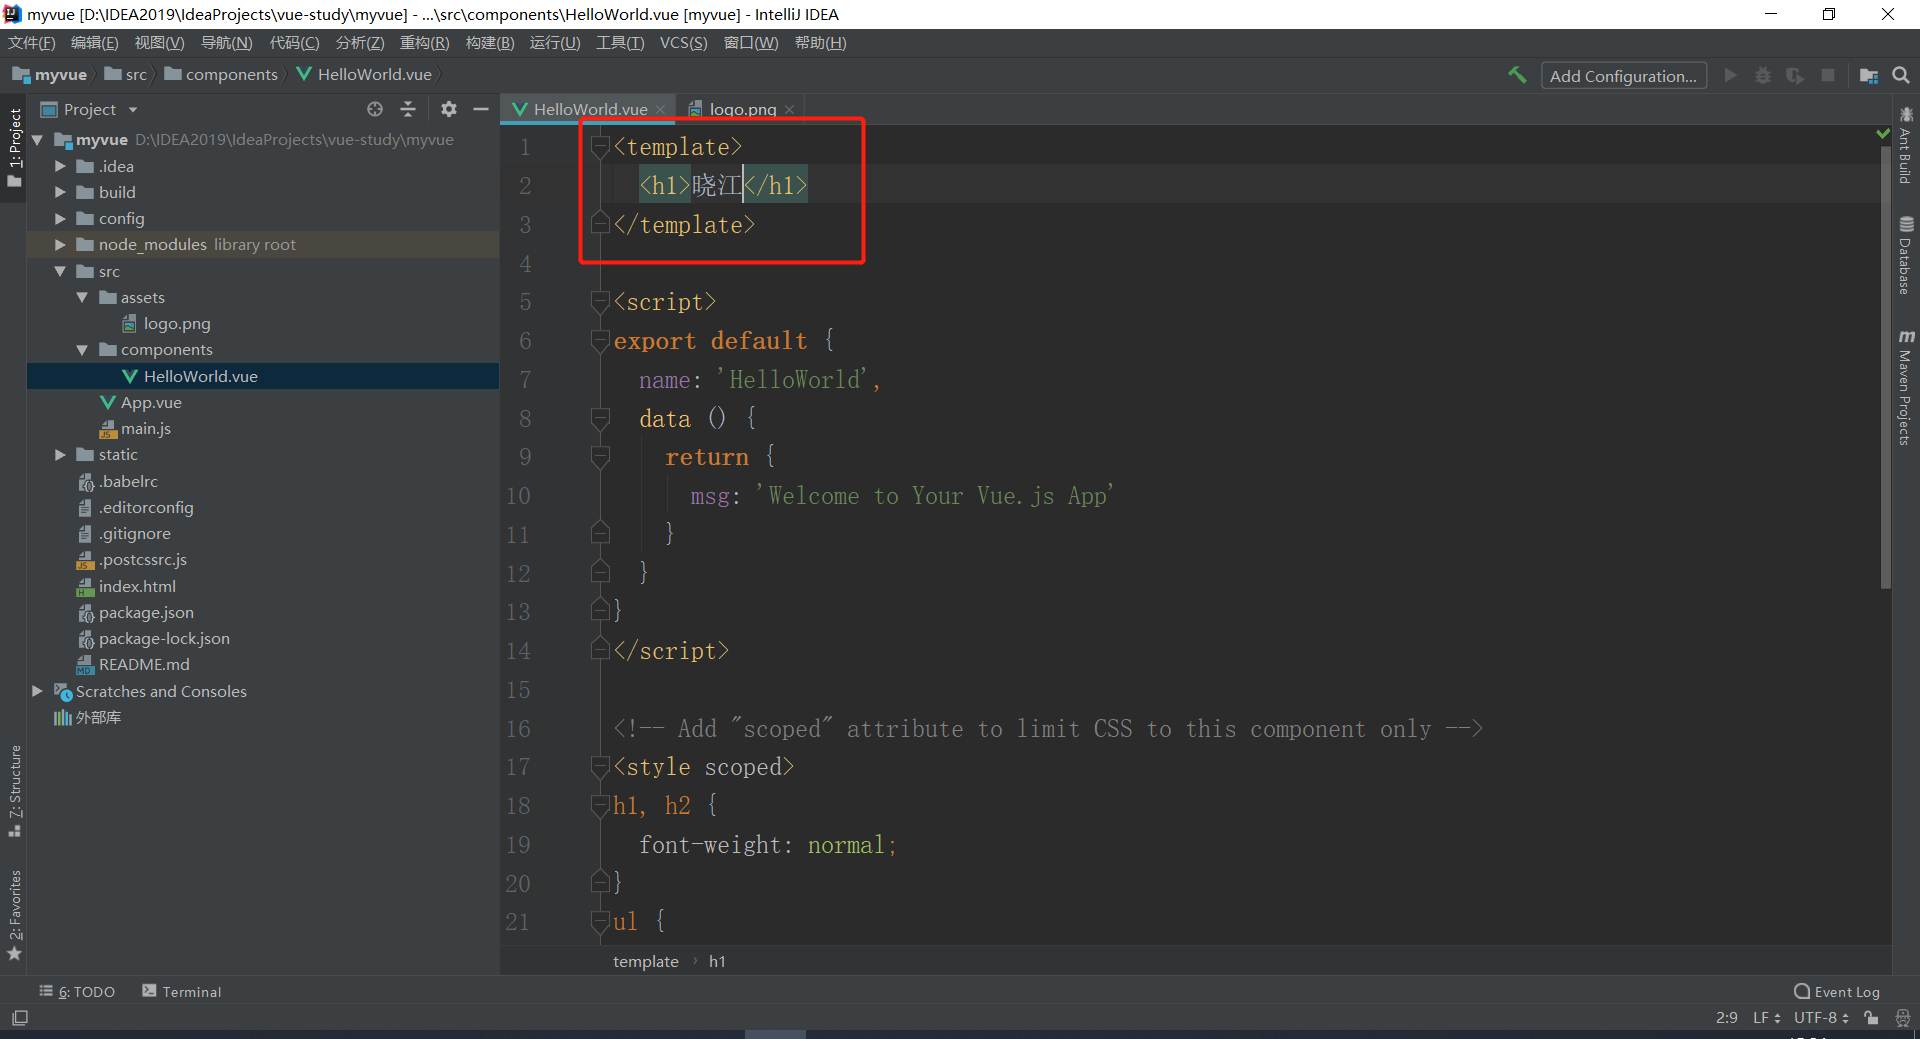 myvue [D:\IDEA2019\IdeaProjects\vue-study\myvue] - ...\src\components\HelloWorld.vue [myvue] - IntelliJ IDEA
文件(F) 编辑(E) 视图(V) 导航(N) 代码(C) 分析(Z) 重构(R) 构建(B) 运行(U) 工具(T) VCS(S) 窗口(W) 帮助(H)
myvue src components HelloWorld.vue
Add Configuration...
Project
HelloWorld.vue logo.png
1: Project
7: Structure
2: Favorites
myvue D:\IDEA2019\IdeaProjects\vue-study\myvue
.idea
build
config
node_modules library root
src
assets
logo.png
components
HelloWorld.vue
App.vue
main.js
static
.babelrc
.editorconfig
.gitignore
.postcssrc.js
index.html
package.json
package-lock.json
README.md
Scratches and Consoles
外部库
1 <template>
2 <h1>晓江</h1>
3 </template>
4
5 <script>
6 export default {
7 name: 'HelloWorld',
8 data () {
9 return {
10 msg: 'Welcome to Your Vue.js App'
11 }
12 }
13 }
14 </script>
15
16 <!-- Add "scoped" attribute to limit CSS to this component only -->
17 <style scoped>
18 h1, h2 {
19 font-weight: normal;
20 }
21 ul {
template h1
Ant Build
Database
Maven Projects
6: TODO Terminal
Event Log
2:9 LF UTF-8